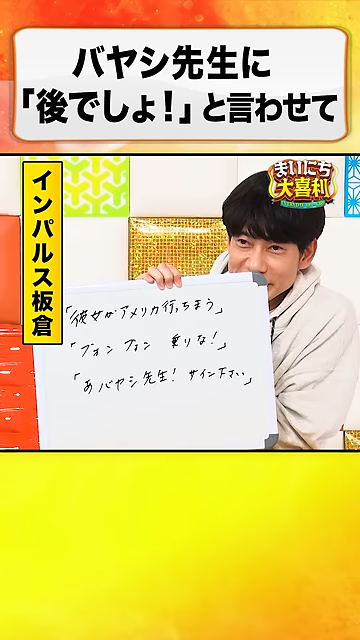 バヤシ先生に
「後でしょ！」と言わせて
まいにち
大喜利
インパルス板倉
「彼女がアメリカ行っちまう」
「ブォン ブォン 乗りな!」
「あバヤシ先生! サイン下さい」